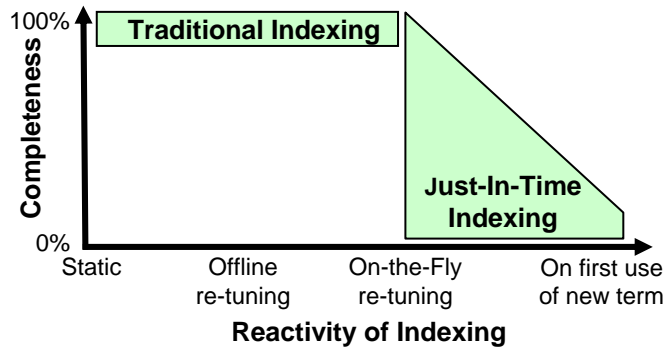 100%
Traditional Indexing
Completeness
Just-In-Time
Indexing
0%
Static
Offline
re-tuning
On-the-Fly
re-tuning
On first use
of new term
Reactivity of Indexing